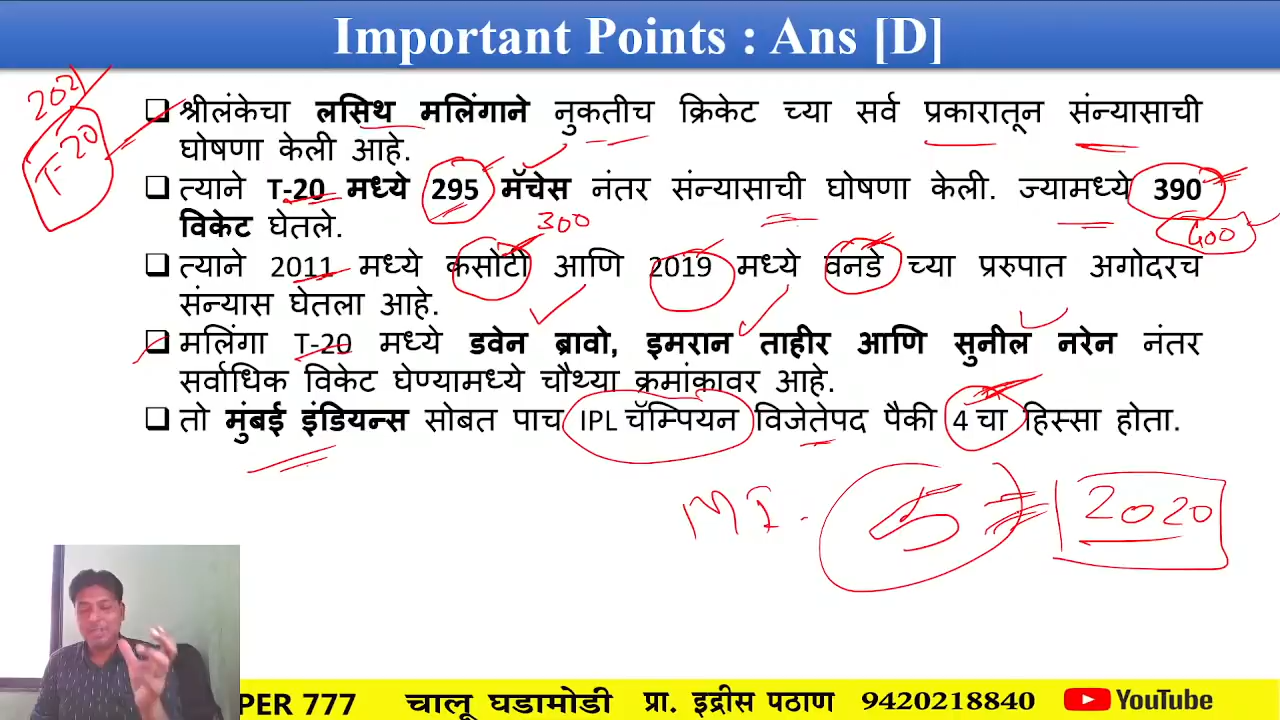 Important Points : Ans [D]
2021
T-20
❑ श्रीलंकेचा लसिथ मलिंगाने नुकतीच क्रिकेट च्या सर्व प्रकारातून संन्यासाची
घोषणा केली आहे.
❑ त्याने T-20 मध्ये 295 मॅचेस नंतर संन्यासाची घोषणा केली. ज्यामध्ये 390
विकेट घेतले.
300
400
❑ त्याने 2011 मध्ये कसोटी आणि 2019 मध्ये वनडे च्या प्ररुपात अगोदरच
संन्यास घेतला आहे.
❑ मलिंगा T-20 मध्ये डवेन ब्रावो, इमरान ताहीर आणि सुनील नरेन नंतर
सर्वाधिक विकेट घेण्यामध्ये चौथ्या क्रमांकावर आहे.
❑ तो मुंबई इंडियन्स सोबत पाच IPL चॅम्पियन विजेतेपद पैकी 4 चा हिस्सा होता.
MI. 5 = 2020
PER 777 चालू घडामोडी प्रा. इद्रीस पठाण 9420218840 YouTube